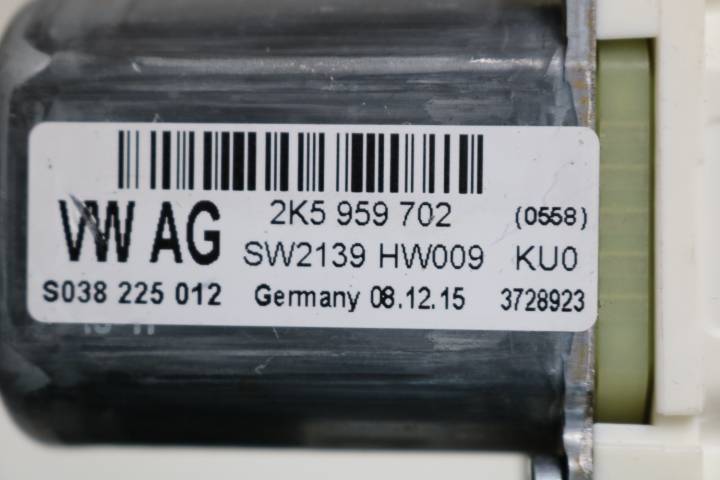 VW AG 2K5 959 702 (0558)
SW2139 HW009 KU0
S038 225 012 Germany 08.12.15 3728923